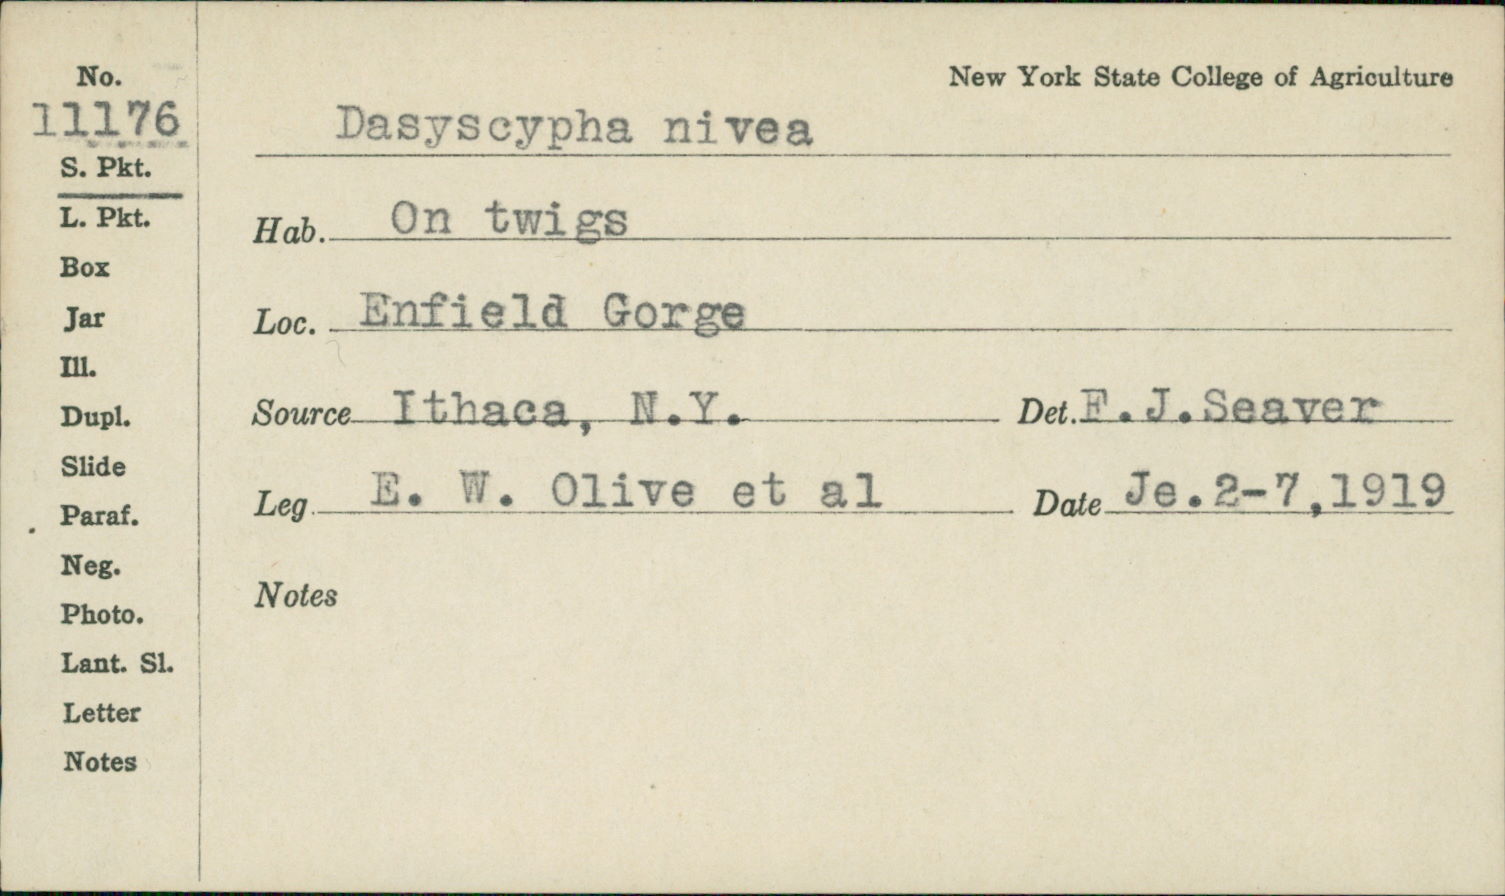 No.
11176
S. Pkt.
L. Pkt.
Box
Jar
Ill.
Dupl.
Slide
Paraf.
Neg.
Photo.
Lant. Sl.
Letter
Notes
New York State College of Agriculture
Dasyscypha nivea
Hab. On twigs
Loc. Enfield Gorge
Source Ithaca, N.Y. Det. F.J.Seaver
Leg. E. W. Olive et al Date Je.2-7,1919
Notes